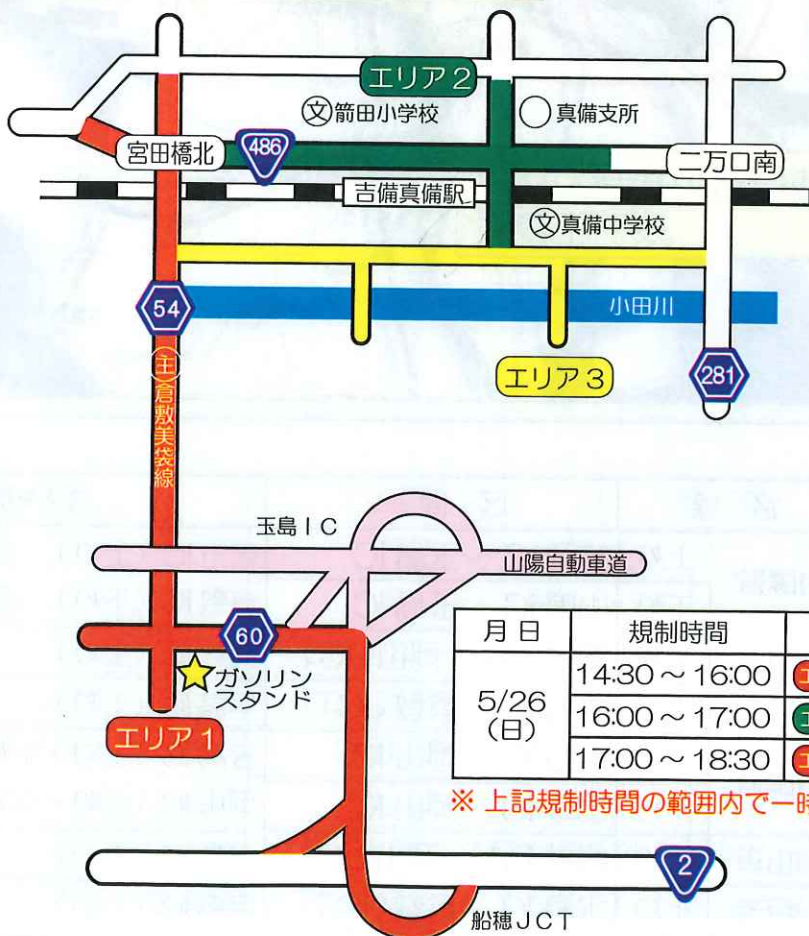 エリア2
文 箭田小学校
真備支所
宮田橋北
486
二万口南
吉備真備駅
文 真備中学校
54
小田川
主 倉敷美袋線
エリア3
281
玉島IC
山陽自動車道
60
ガソリン
スタンド
エリア1
月日 規制時間
5/26
(日)
14:30～16:00
16:00～17:00
17:00～18:30
※ 上記規制時間の範囲内で一時
2
船穂JCT